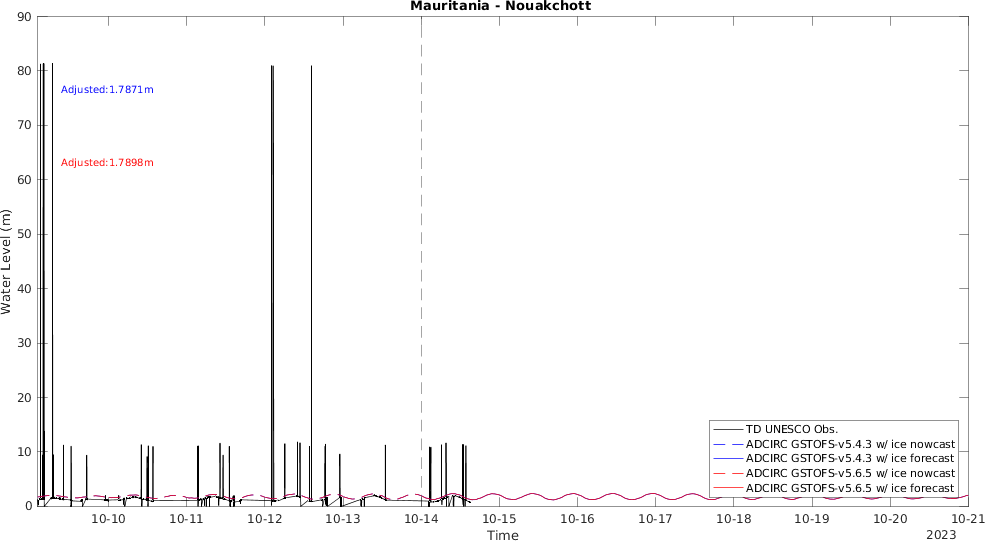 Mauritania - Nouakchott
90
80
70
60
50
40
30
20
10
0
Water Level (m)
Adjusted:1.7871m
Adjusted:1.7898m
TD UNESCO Obs.
ADCIRC GSTOFS-v5.4.3 w/ ice nowcast
ADCIRC GSTOFS-v5.4.3 w/ ice forecast
ADCIRC GSTOFS-v5.6.5 w/ ice nowcast
ADCIRC GSTOFS-v5.6.5 w/ ice forecast
10-10 10-11 10-12 10-13 10-14 10-15 10-16 10-17 10-18 10-19 10-20 10-21
Time
2023